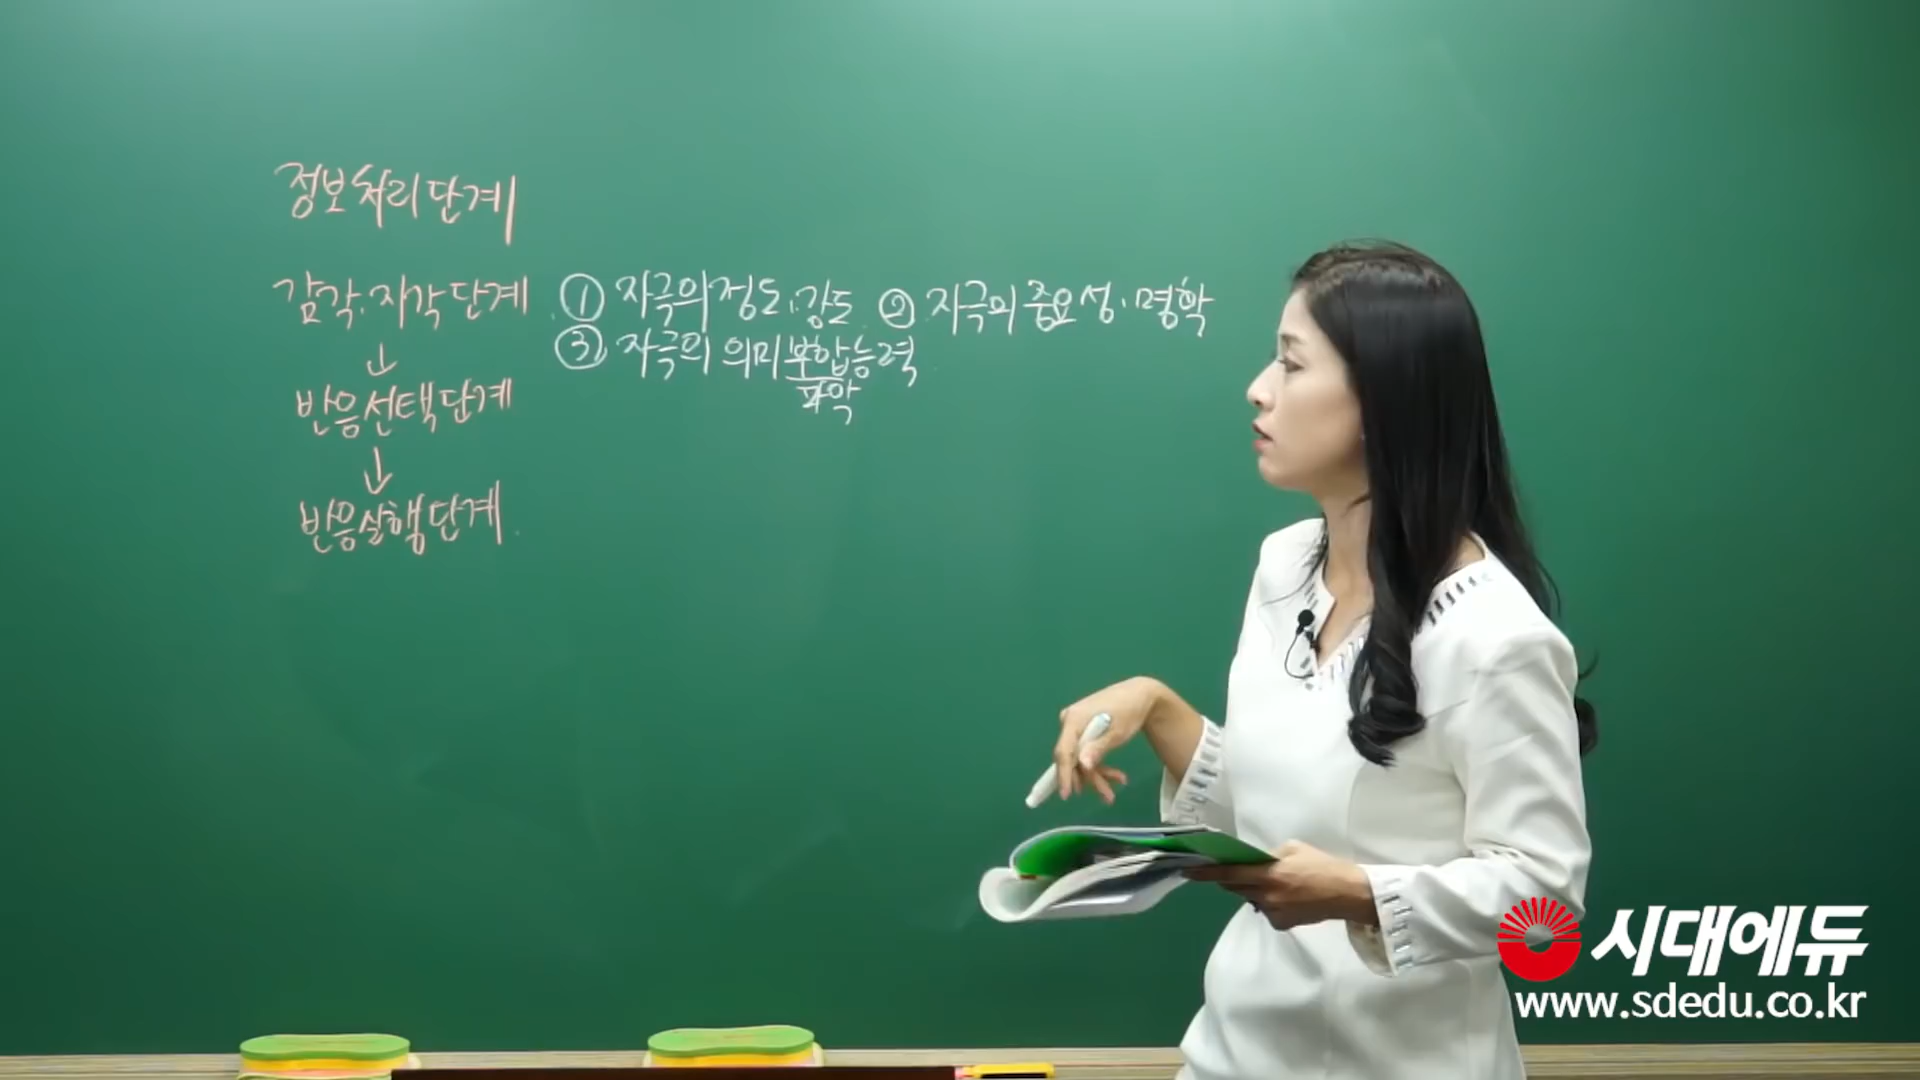 정보처리단계
감각·지각단계 ① 자극의 정도·강도 ② 자극의 중요성·명확
③ 자극의 의미 부합능력
파악
↓
반응선택단계
↓
반응실행단계
시대에듀
www.sdedu.co.kr